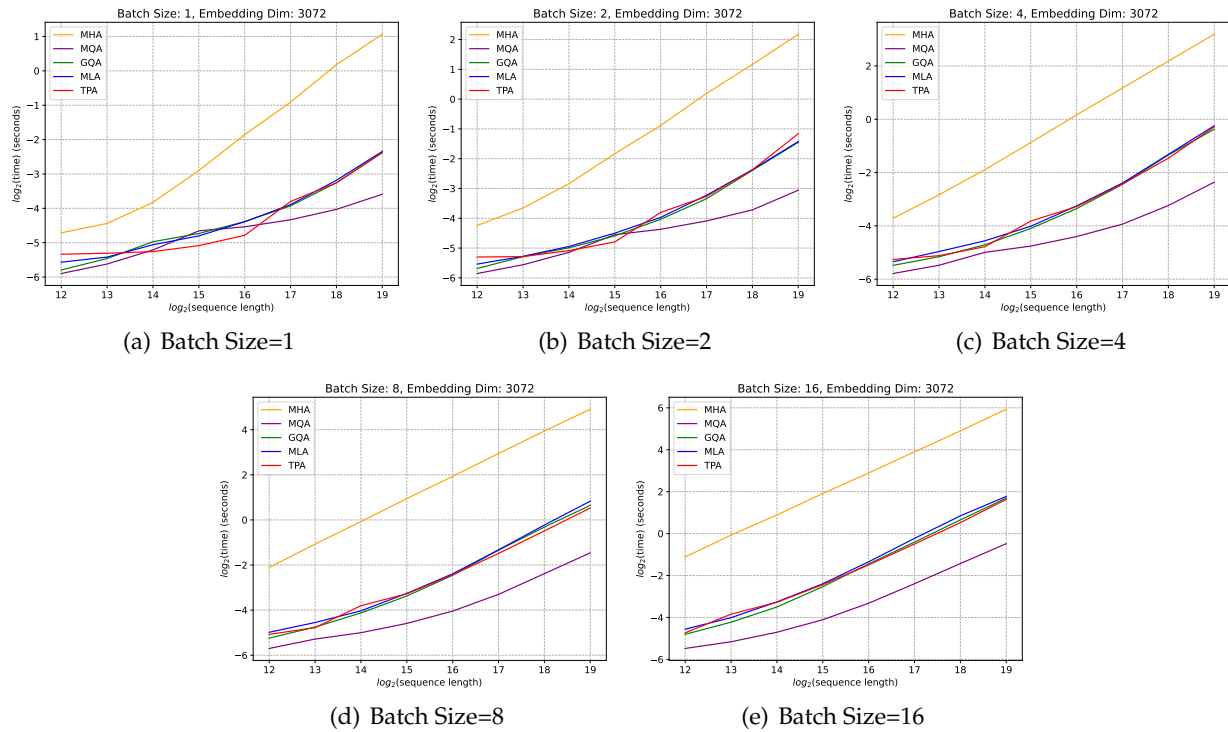 Batch Size: 1, Embedding Dim: 3072
MHA
MQA
GQA
MLA
TPA
log2(time) (seconds)
1
0
−1
−2
−3
−4
−5
−6
12 13 14 15 16 17 18 19
log2(sequence length)
(a) Batch Size=1
Batch Size: 2, Embedding Dim: 3072
MHA
MQA
GQA
MLA
TPA
log2(time) (seconds)
2
1
0
−1
−2
−3
−4
−5
−6
12 13 14 15 16 17 18 19
log2(sequence length)
(b) Batch Size=2
Batch Size: 4, Embedding Dim: 3072
MHA
MQA
GQA
MLA
TPA
log2(time) (seconds)
2
0
−2
−4
−6
12 13 14 15 16 17 18 19
log2(sequence length)
(c) Batch Size=4
Batch Size: 8, Embedding Dim: 3072
MHA
MQA
GQA
MLA
TPA
log2(time) (seconds)
4
2
0
−2
−4
−6
12 13 14 15 16 17 18 19
log2(sequence length)
(d) Batch Size=8
Batch Size: 16, Embedding Dim: 3072
MHA
MQA
GQA
MLA
TPA
log2(time) (seconds)
6
4
2
0
−2
−4
−6
12 13 14 15 16 17 18 19
log2(sequence length)
(e) Batch Size=16